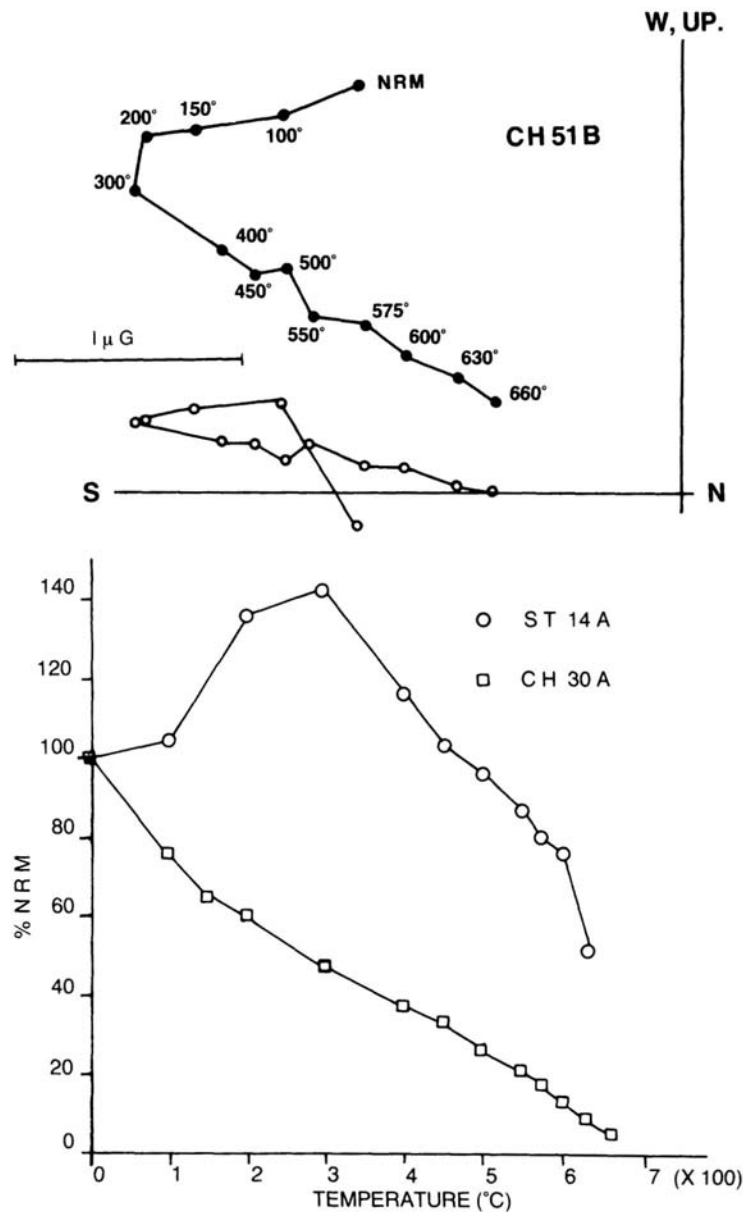 W, UP.
NRM
200° 150°
100°
CH 51 B
300°
400°
500°
450°
575°
550°
600°
630°
660°
I μ G
S N
140
120
100
80
60
40
20
0
% N R M
○ S T 14 A
□ C H 30 A
0 1 2 3 4 5 6 7 (X 100)
TEMPERATURE (°C)